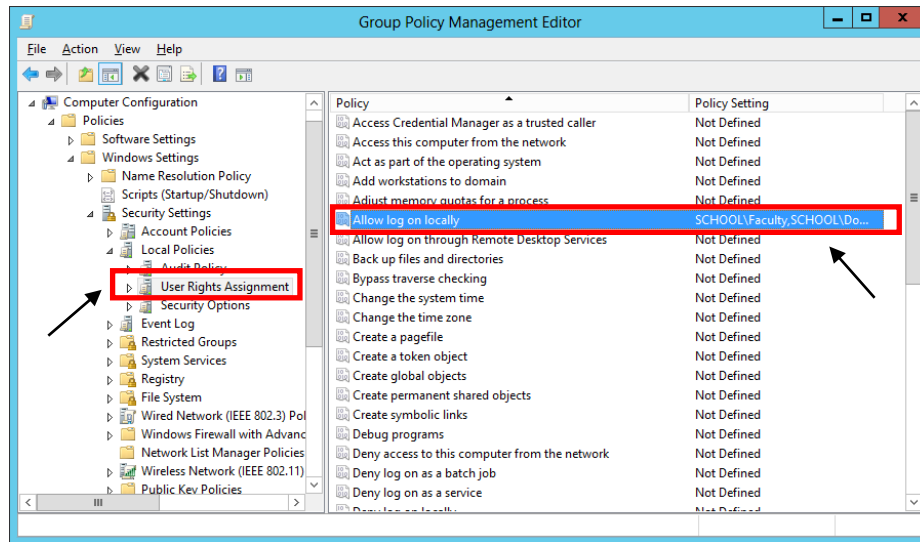 Group Policy Management Editor
File Action View Help
Computer Configuration
Policies
Software Settings
Windows Settings
Name Resolution Policy
Scripts (Startup/Shutdown)
Security Settings
Account Policies
Local Policies
Audit Policy
User Rights Assignment
Security Options
Event Log
Restricted Groups
System Services
Registry
File System
Wired Network (IEEE 802.3) Pol
Windows Firewall with Advanc
Network List Manager Policies
Wireless Network (IEEE 802.11)
Public Key Policies
Policy Policy Setting
Access Credential Manager as a trusted caller Not Defined
Access this computer from the network Not Defined
Act as part of the operating system Not Defined
Add workstations to domain Not Defined
Adjust memory quotas for a process Not Defined
Allow log on locally SCHOOL\Faculty,SCHOOL\Do...
Allow log on through Remote Desktop Services Not Defined
Back up files and directories Not Defined
Bypass traverse checking Not Defined
Change the system time Not Defined
Change the time zone Not Defined
Create a pagefile Not Defined
Create a token object Not Defined
Create global objects Not Defined
Create permanent shared objects Not Defined
Create symbolic links Not Defined
Debug programs Not Defined
Deny access to this computer from the network Not Defined
Deny log on as a batch job Not Defined
Deny log on as a service Not Defined
Deny log on locally Not Defined